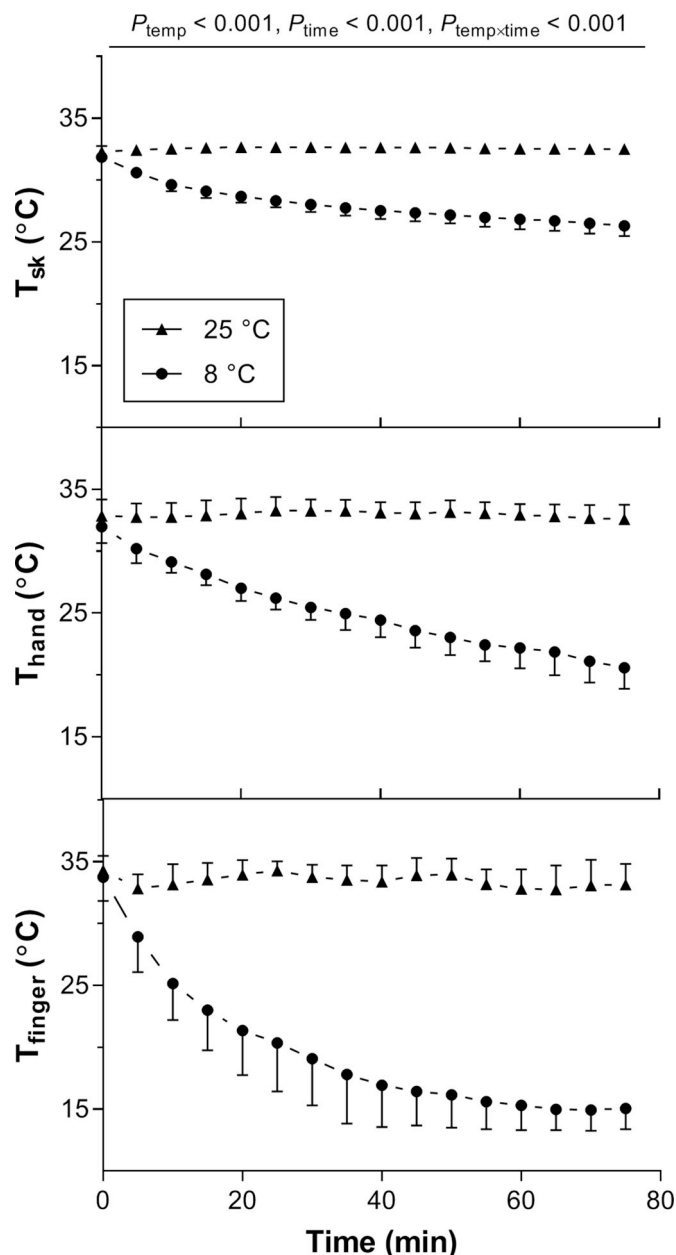 P_temp < 0.001, P_time < 0.001, P_temp×time < 0.001
35
25
15
T_sk (°C)
25 °C
8 °C
35
25
15
T_hand (°C)
35
25
15
T_finger (°C)
0 20 40 60 80
Time (min)